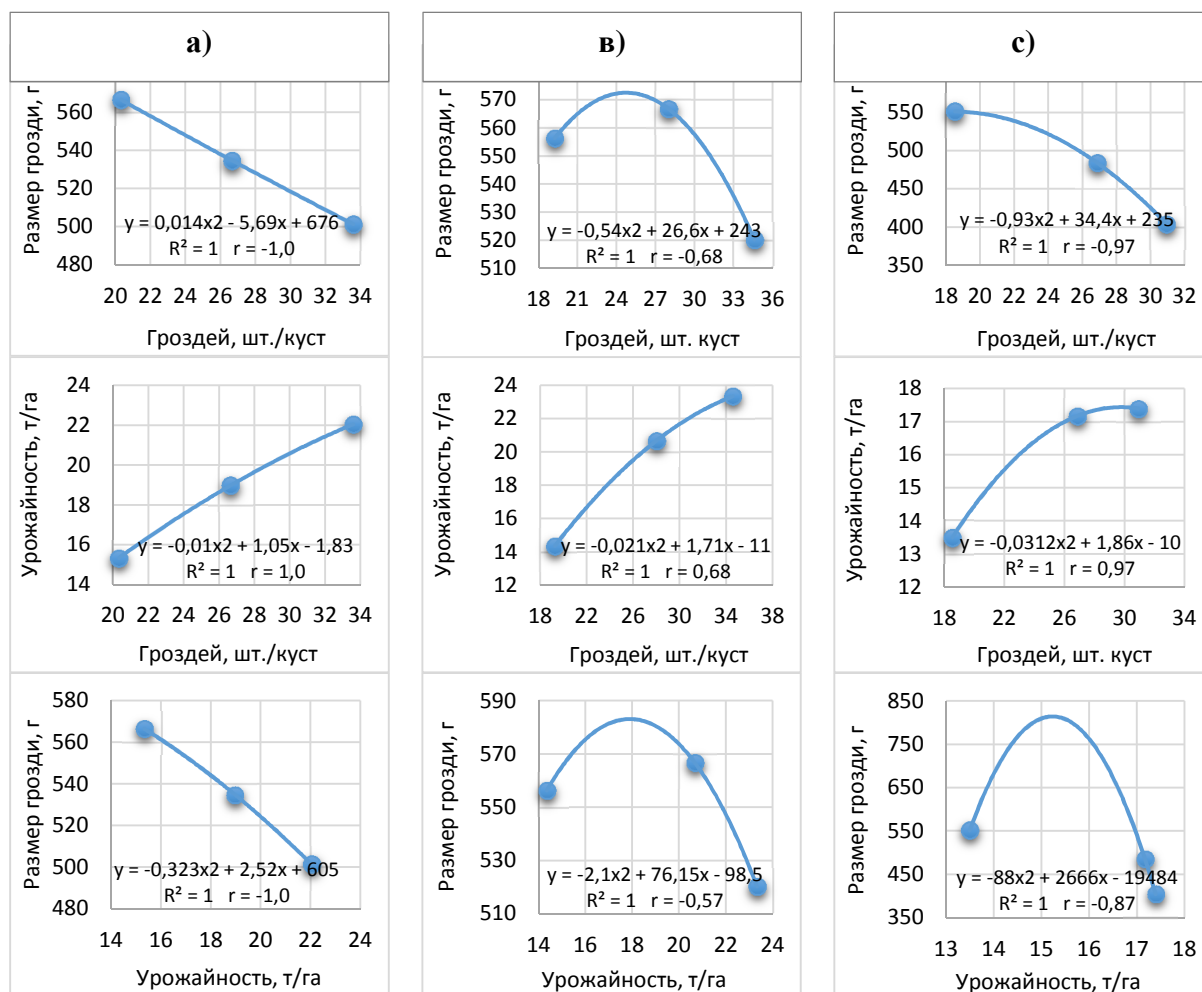 а)
в)
с)
Размер грозди, г
560
540
520
500
480
y = 0,014x2 - 5,69x + 676
R² = 1 r = -1,0
20 22 24 26 28 30 32 34
Гроздей, шт./куст
Размер грозди, г
570
560
550
540
530
520
510
y = -0,54x2 + 26,6x + 243
R² = 1 r = -0,68
18 21 24 27 30 33 36
Гроздей, шт. куст
Размер грозди, г
550
500
450
400
350
y = -0,93x2 + 34,4x + 235
R² = 1 r = -0,97
18 20 22 24 26 28 30 32
Гроздей, шт./куст
Урожайность, т/га
24
22
20
18
16
14
y = -0,01x2 + 1,05x - 1,83
R² = 1 r = 1,0
20 22 24 26 28 30 32 34
Гроздей, шт./куст
Урожайность, т/га
24
22
20
18
16
14
12
y = -0,021x2 + 1,71x - 11
R² = 1 r = 0,68
18 22 26 30 34 38
Гроздей, шт./куст
Урожайность, т/га
18
17
16
15
14
13
12
y = -0,0312x2 + 1,86x - 10
R² = 1 r = 0,97
18 22 26 30 34
Гроздей, шт. куст
Размер грозди, г
580
560
540
520
500
480
y = -0,323x2 + 2,52x + 605
R² = 1 r = -1,0
14 16 18 20 22 24
Урожайность, т/га
Размер грозди, г
590
570
550
530
510
y = -2,1x2 + 76,15x - 98,5
R² = 1 r = -0,57
14 16 18 20 22 24
Урожайность, т/га
Размер грозди, г
850
750
650
550
450
350
y = -88x2 + 2666x - 19484
R² = 1 r = -0,87
13 14 15 16 17 18
Урожайность, т/га